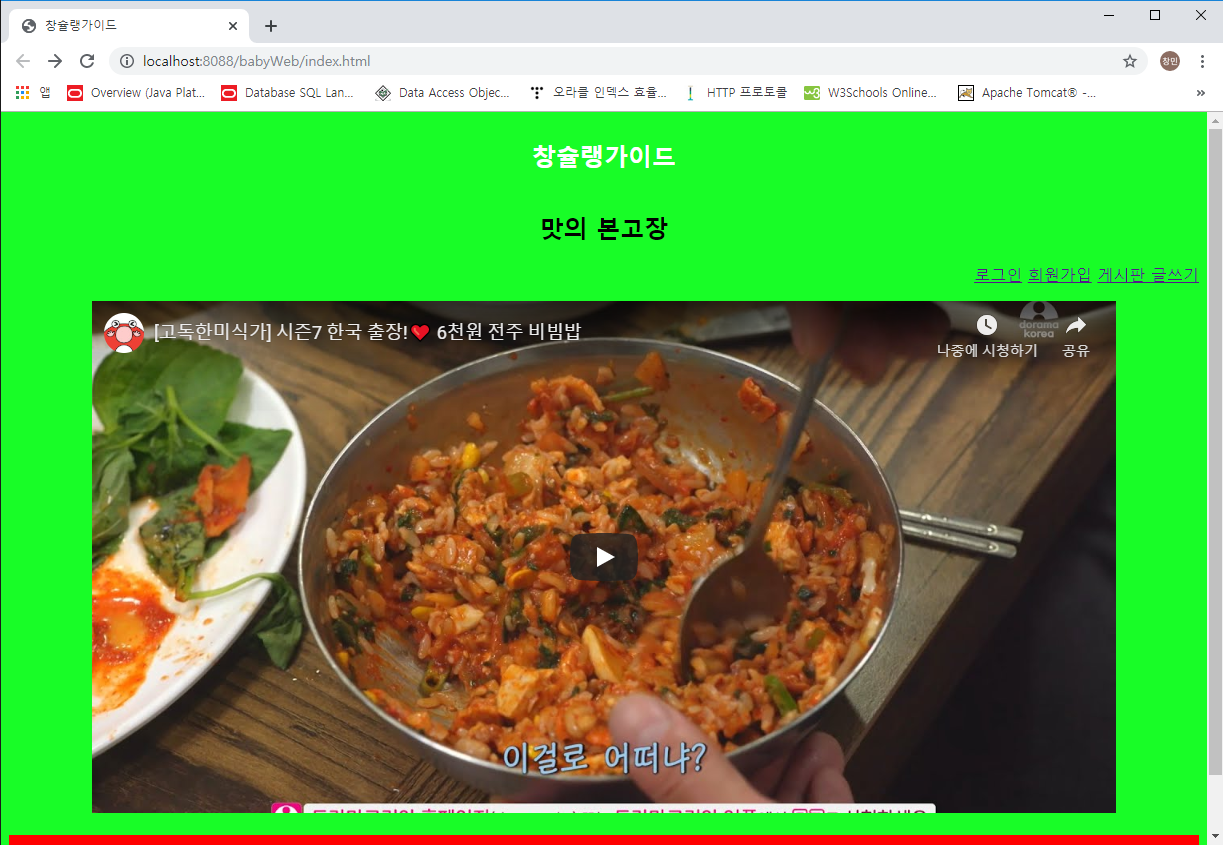 창슐랭가이드
localhost:8088/babyWeb/index.html
창민
앱 Overview (Java Plat... Database SQL Lan... Data Access Objec... 오라클 인덱스 효율... HTTP 프로토콜 W3Schools Online... Apache Tomcat® -... »
창슐랭가이드
맛의 본고장
로그인 회원가입 게시판 글쓰기
[고독한미식가] 시즌7 한국 출장!❤ 6천원 전주 비빔밥
dorama korea
나중에 시청하기 공유
이걸로 어떠냐?